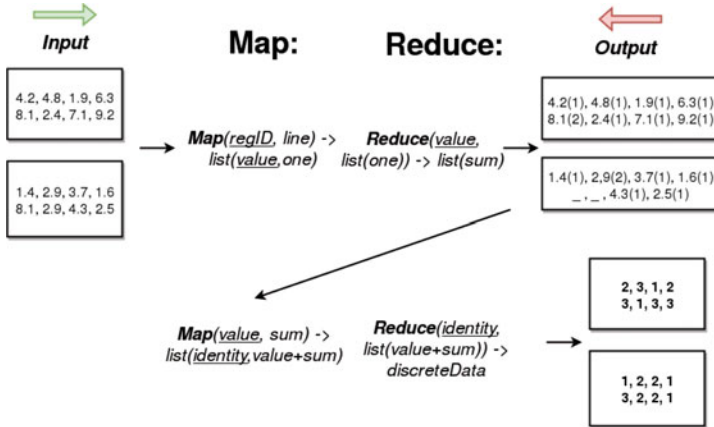 Input
Map:
Reduce:
Output
4.2, 4.8, 1.9, 6.3
8.1, 2.4, 7.1, 9.2
1.4, 2.9, 3.7, 1.6
8.1, 2.9, 4.3, 2.5
Map(regID, line) ->
list(value,one)
Reduce(value,
list(one)) -> list(sum)
4.2(1), 4.8(1), 1.9(1), 6.3(1)
8.1(2), 2.4(1), 7.1(1), 9.2(1)
1.4(1), 2,9(2), 3.7(1), 1.6(1)
_ , _ , 4.3(1), 2.5(1)
Map(value, sum) ->
list(identity,value+sum)
Reduce(identity,
list(value+sum)) ->
discreteData
2, 3, 1, 2
3, 1, 3, 3
1, 2, 2, 1
3, 2, 2, 1